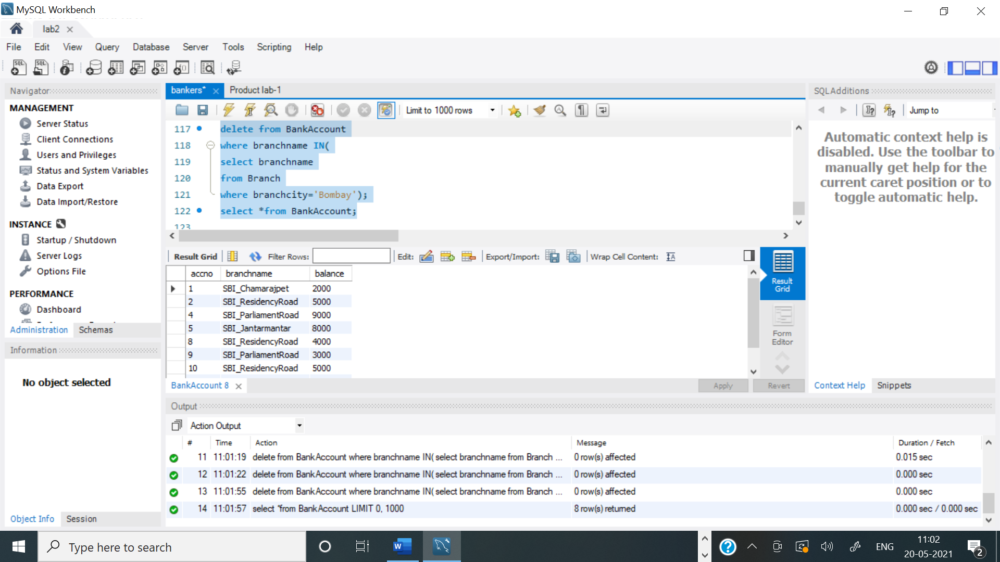 MySQL Workbench
lab2
File Edit View Query Database Server Tools Scripting Help
Navigator
MANAGEMENT
Server Status
Client Connections
Users and Privileges
Status and System Variables
Data Export
Data Import/Restore
INSTANCE
Startup / Shutdown
Server Logs
Options File
PERFORMANCE
Dashboard
Administration Schemas
Information
No object selected
Object Info Session
bankers* Product lab-1
Limit to 1000 rows
117 delete from BankAccount
118 where branchname IN(
119 select branchname
120 from Branch
121 where branchcity='Bombay');
122 select *from BankAccount;
123
Result Grid Filter Rows: Edit: Export/Import: Wrap Cell Content:
accno branchname balance
1 SBI_Chamarajpet 2000
2 SBI_ResidencyRoad 5000
4 SBI_ParliamentRoad 9000
5 SBI_Jantarmantar 8000
8 SBI_ResidencyRoad 4000
9 SBI_ParliamentRoad 3000
10 SBI_ResidencyRoad 5000
Result
Grid
Form
Editor
BankAccount 8 Apply Revert
SQLAdditions
Jump to
Automatic context help is
disabled. Use the toolbar to
manually get help for the
current caret position or to
toggle automatic help.
Context Help Snippets
Output
Action Output
# Time Action Message Duration / Fetch
11 11:01:19 delete from BankAccount where branchname IN( select branchname from Branch ... 0 row(s) affected 0.015 sec
12 11:01:22 delete from BankAccount where branchname IN( select branchname from Branch ... 0 row(s) affected 0.000 sec
13 11:01:55 delete from BankAccount where branchname IN( select branchname from Branch ... 0 row(s) affected 0.000 sec
14 11:01:57 select *from BankAccount LIMIT 0, 1000 8 row(s) returned 0.000 sec / 0.000 sec
Type here to search
ENG
11:02
20-05-2021
2